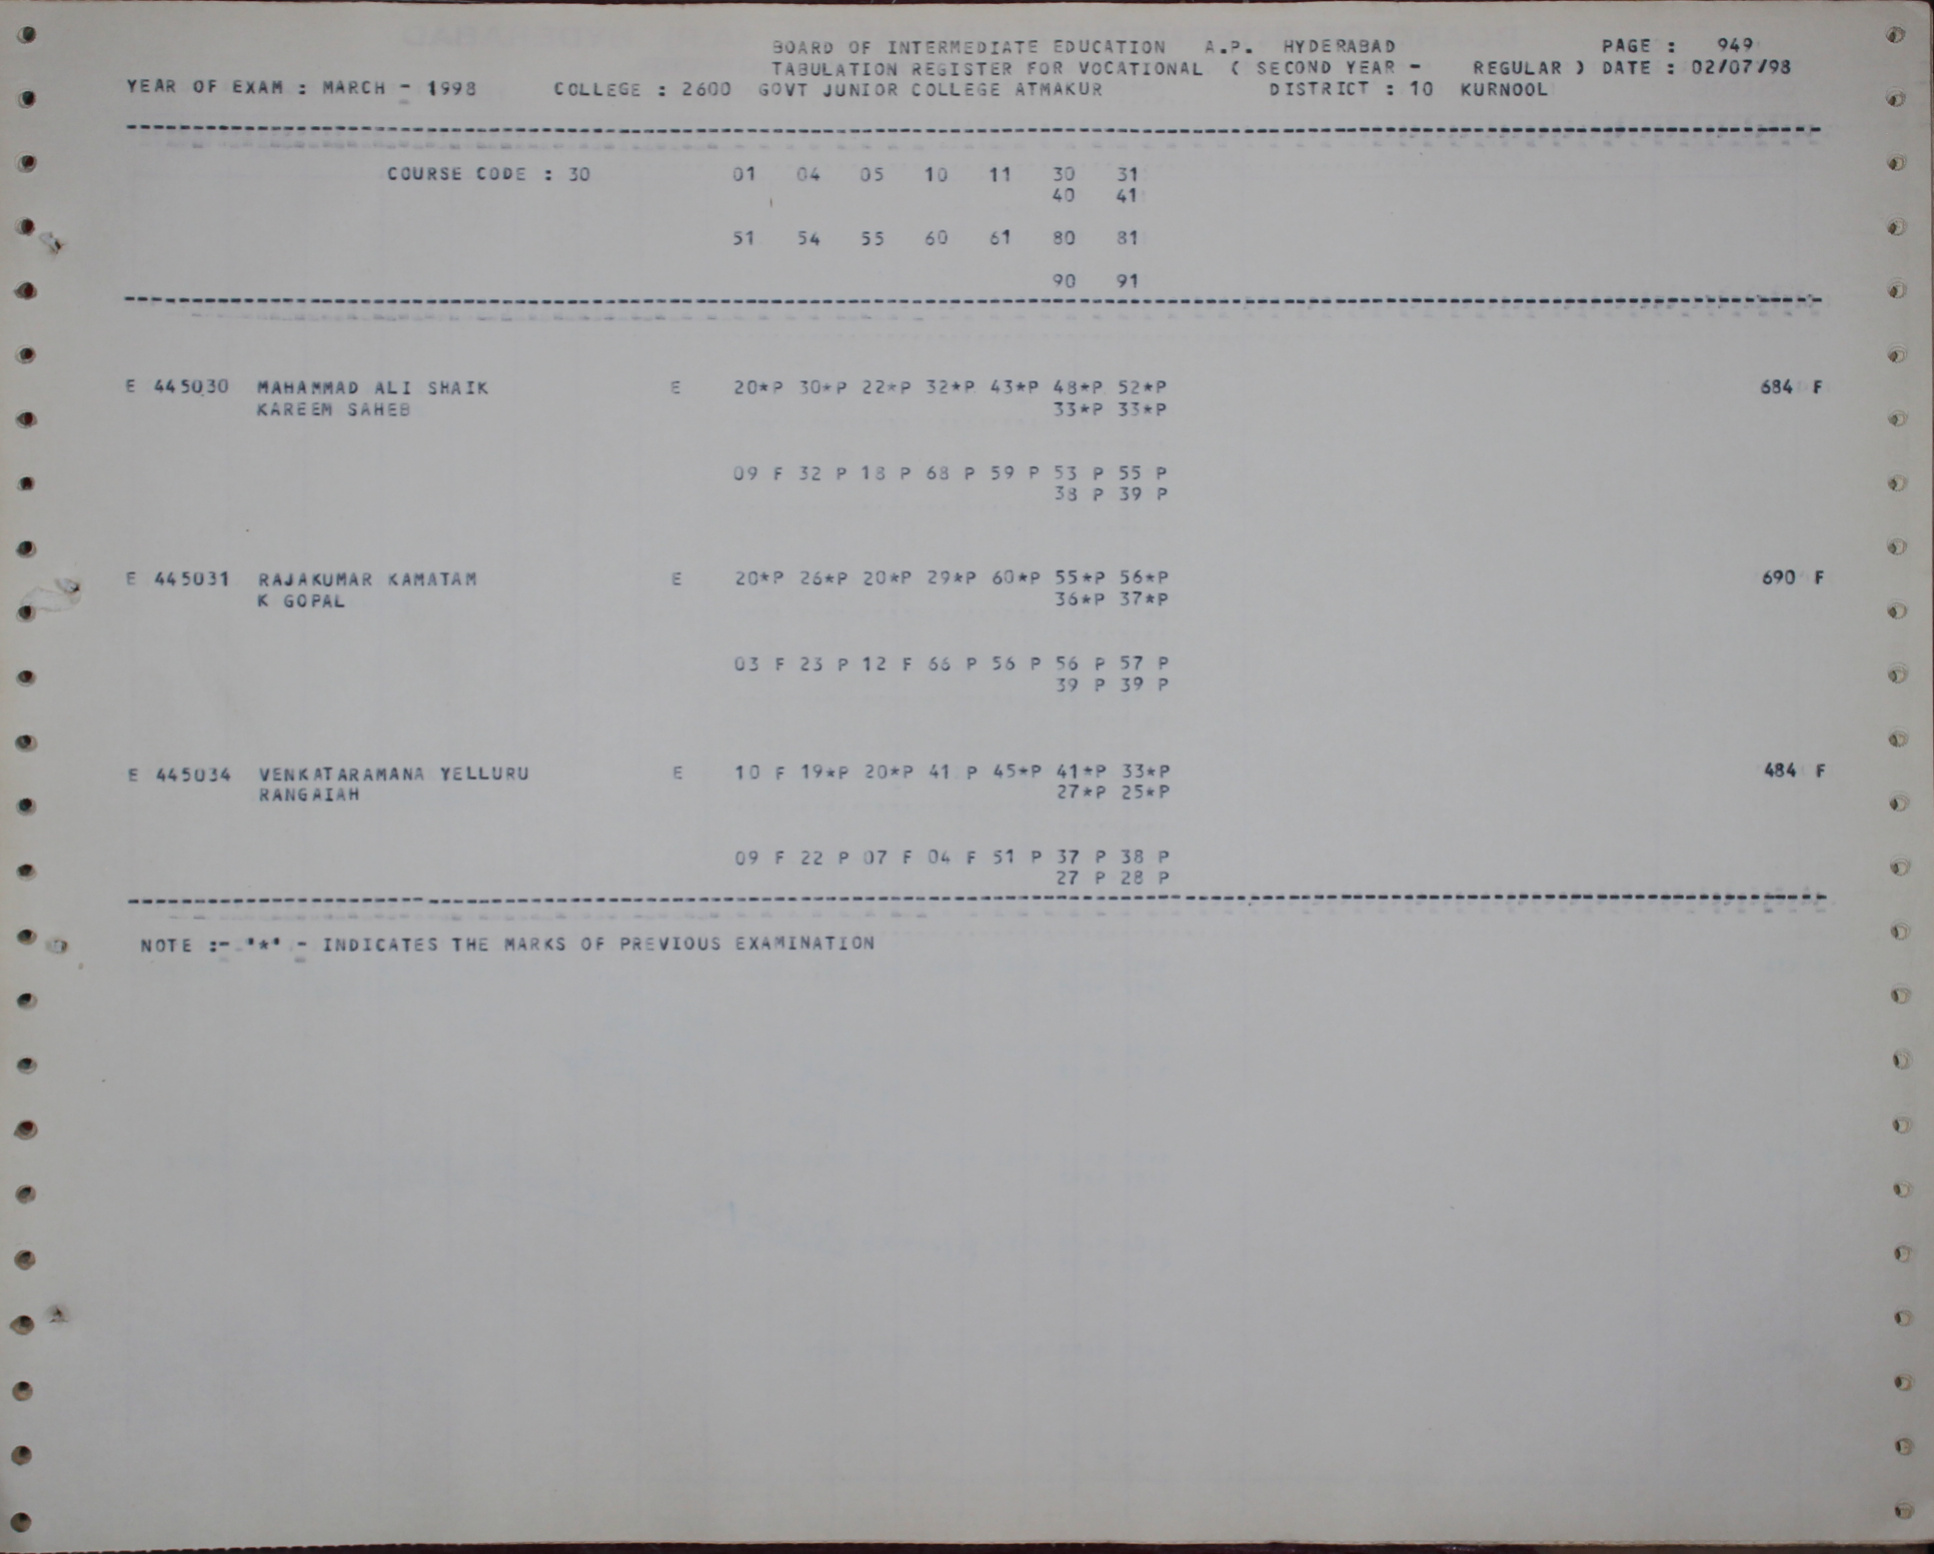 BOARD OF INTERMEDIATE EDUCATION A.P. HYDERABAD PAGE : 949
TABULATION REGISTER FOR VOCATIONAL ( SECOND YEAR - REGULAR ) DATE : 02/07/98
YEAR OF EXAM : MARCH - 1998 COLLEGE : 2600 GOVT JUNIOR COLLEGE ATMAKUR DISTRICT : 10 KURNOOL
COURSE CODE : 30 01 04 05 10 11 30 31
40 41
51 54 55 60 61 80 81
90 91
E 445030 MAHAMMAD ALI SHAIK E 20*P 30*P 22*P 32*P 43*P 48*P 52*P 684 F
KAREEM SAHEB 33*P 33*P
09 F 32 P 18 P 68 P 59 P 53 P 55 P
38 P 39 P
E 445031 RAJAKUMAR KAMATAM E 20*P 26*P 20*P 29*P 60*P 55*P 56*P 690 F
K GOPAL 36*P 37*P
03 F 23 P 12 F 66 P 56 P 56 P 57 P
39 P 39 P
E 445034 VENKATARAMANA YELLURU E 10 F 19*P 20*P 41 P 45*P 41*P 33*P 484 F
RANGAIAH 27*P 25*P
09 F 22 P 07 F 04 F 51 P 37 P 38 P
27 P 28 P
NOTE :- '*' - INDICATES THE MARKS OF PREVIOUS EXAMINATION